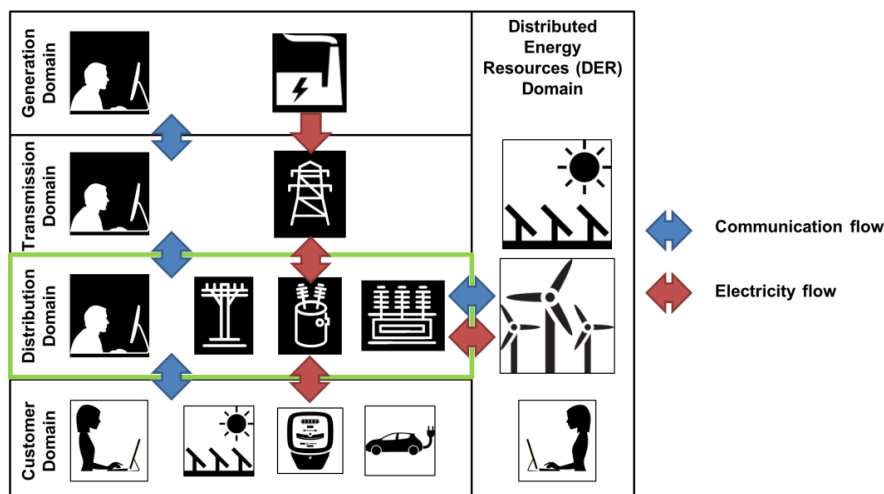 Generation
Domain
Distributed
Energy
Resources (DER)
Domain
Transmission
Domain
Communication flow
Electricity flow
Distribution
Domain
Customer
Domain